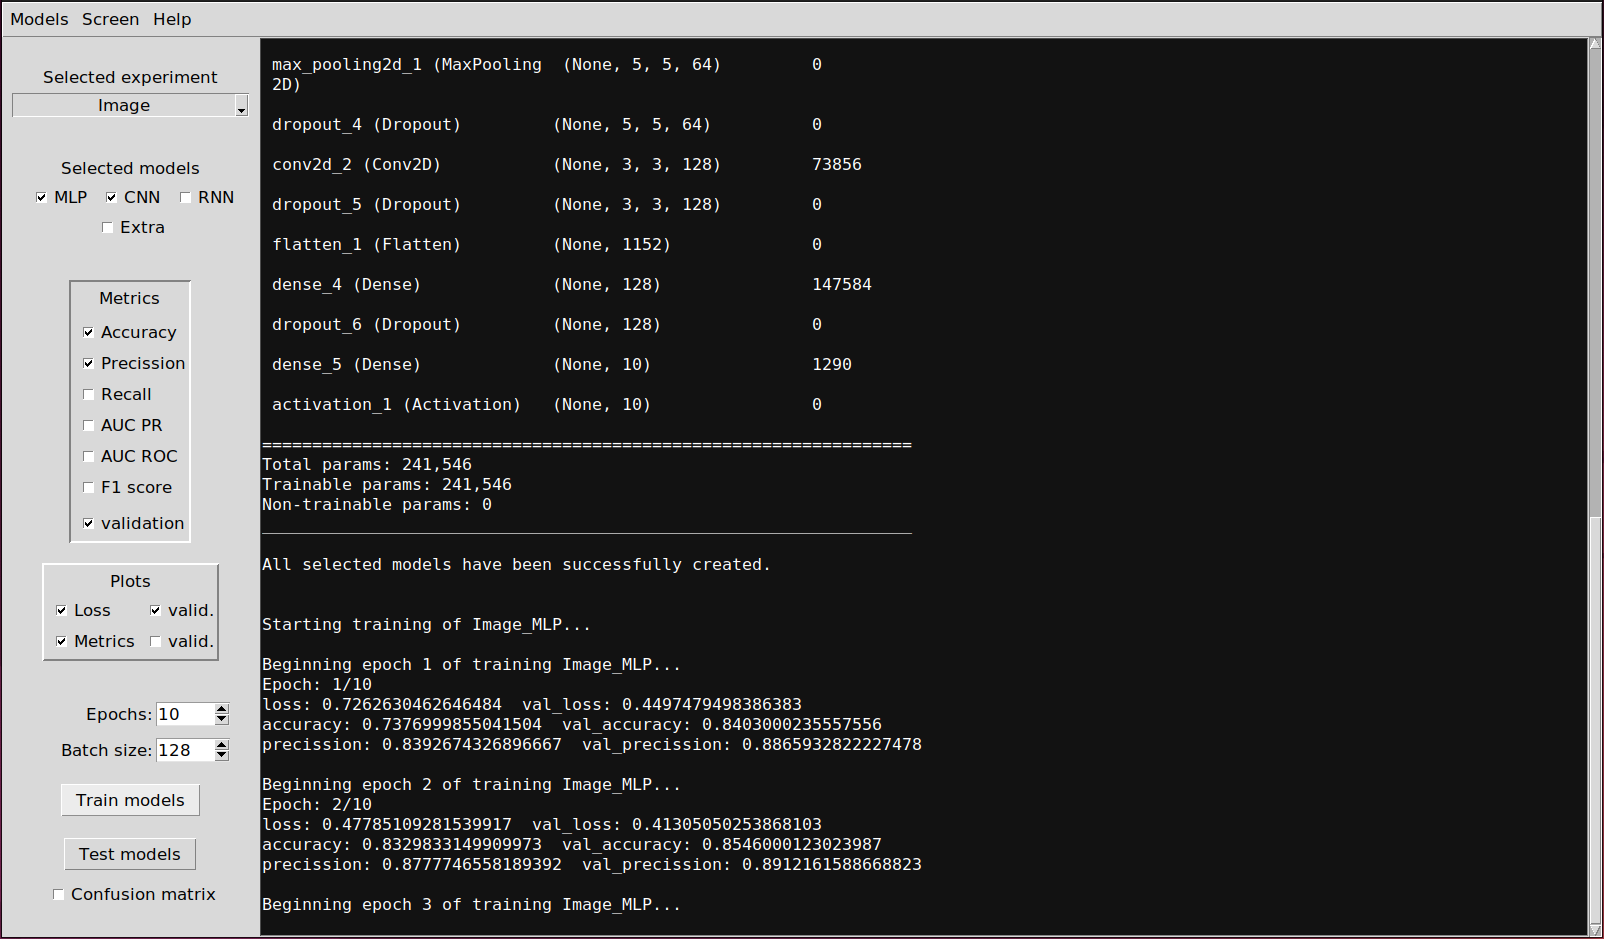 Models Screen Help
Selected experiment
Image
Selected models
MLP CNN RNN
Extra
Metrics
Accuracy
Precission
Recall
AUC PR
AUC ROC
F1 score
validation
Plots
Loss valid.
Metrics valid.
Epochs: 10
Batch size: 128
Train models
Test models
Confusion matrix
max_pooling2d_1 (MaxPooling (None, 5, 5, 64) 0
2D)
dropout_4 (Dropout) (None, 5, 5, 64) 0
conv2d_2 (Conv2D) (None, 3, 3, 128) 73856
dropout_5 (Dropout) (None, 3, 3, 128) 0
flatten_1 (Flatten) (None, 1152) 0
dense_4 (Dense) (None, 128) 147584
dropout_6 (Dropout) (None, 128) 0
dense_5 (Dense) (None, 10) 1290
activation_1 (Activation) (None, 10) 0
=================================================================
Total params: 241,546
Trainable params: 241,546
Non-trainable params: 0
_________________________________________________________________
All selected models have been successfully created.
Starting training of Image_MLP...
Beginning epoch 1 of training Image_MLP...
Epoch: 1/10
loss: 0.7262630462646484 val_loss: 0.4497479498386383
accuracy: 0.7376999855041504 val_accuracy: 0.8403000235557556
precission: 0.8392674326896667 val_precission: 0.8865932822227478
Beginning epoch 2 of training Image_MLP...
Epoch: 2/10
loss: 0.47785109281539917 val_loss: 0.41305050253868103
accuracy: 0.8329833149909973 val_accuracy: 0.8546000123023987
precission: 0.8777746558189392 val_precission: 0.8912161588668823
Beginning epoch 3 of training Image_MLP...